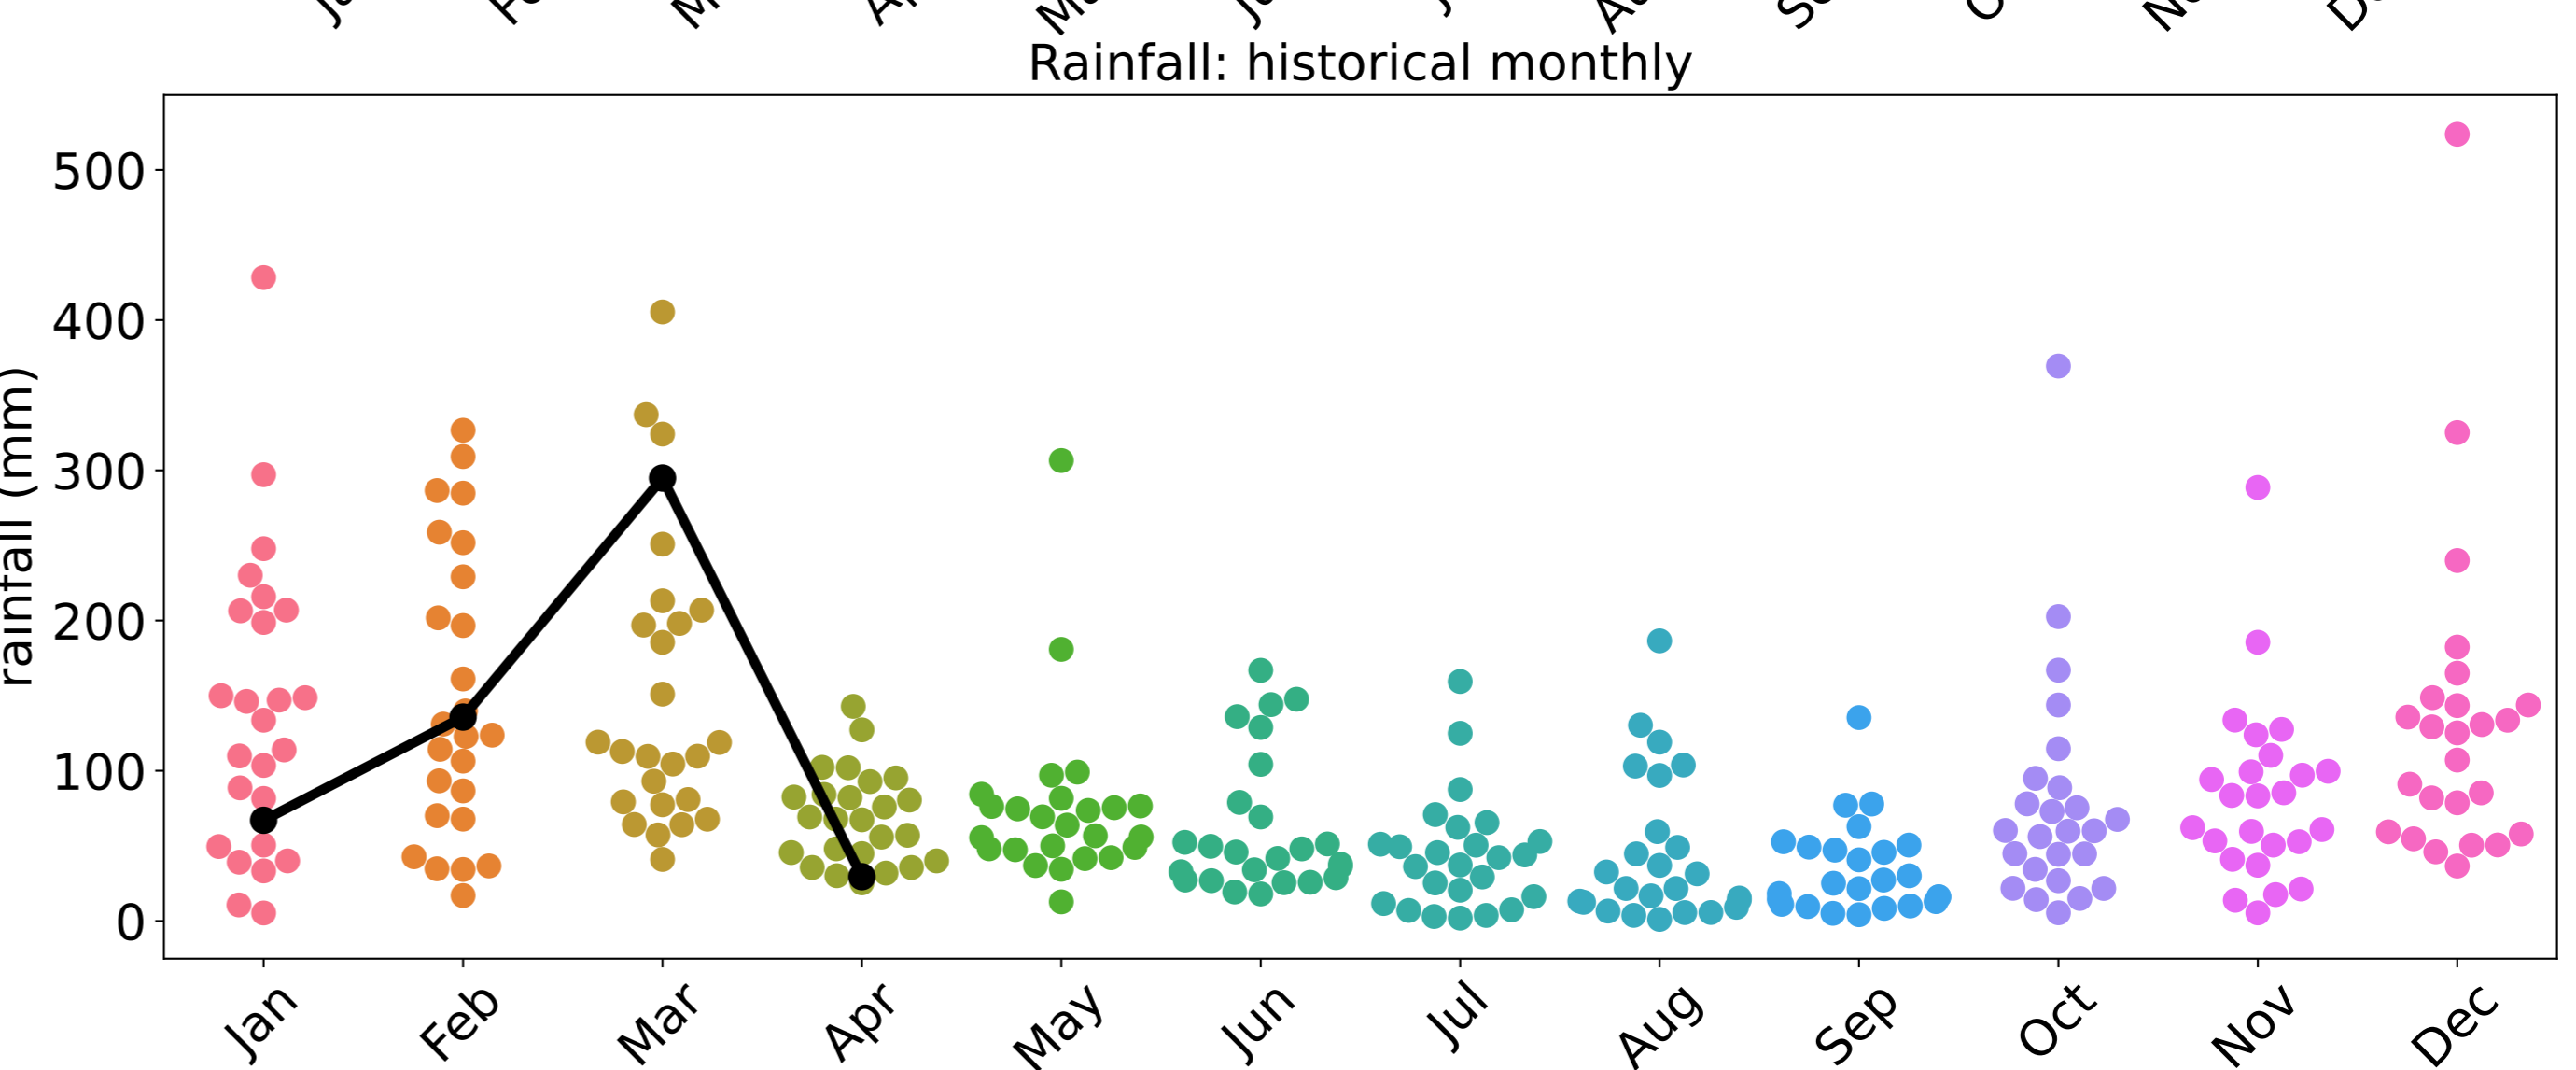 Rainfall: historical monthly
rainfall (mm)
500
400
300
200
100
0
Jan
Feb
Mar
Apr
May
Jun
Jul
Aug
Sep
Oct
Nov
Dec